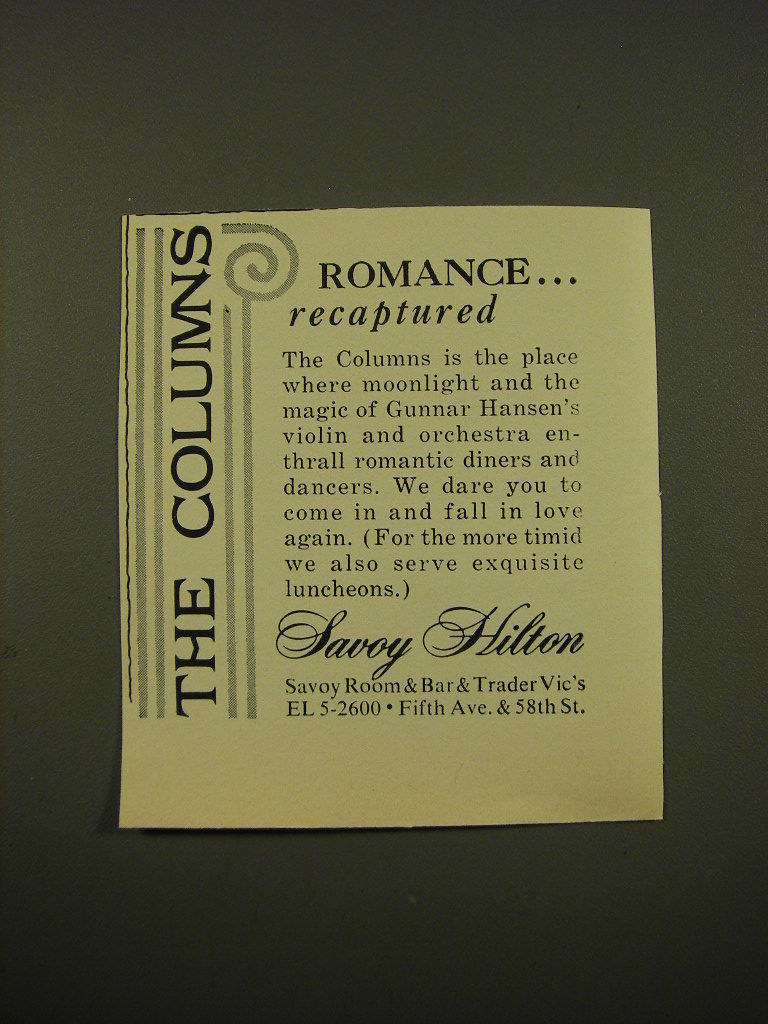 THE COLUMNS
ROMANCE...
recaptured
The Columns is the place
where moonlight and the
magic of Gunnar Hansen's
violin and orchestra en-
thrall romantic diners and
dancers. We dare you to
come in and fall in love
again. (For the more timid
we also serve exquisite
luncheons.)
Savoy Hilton
Savoy Room & Bar & Trader Vic's
EL 5-2600 • Fifth Ave. & 58th St.